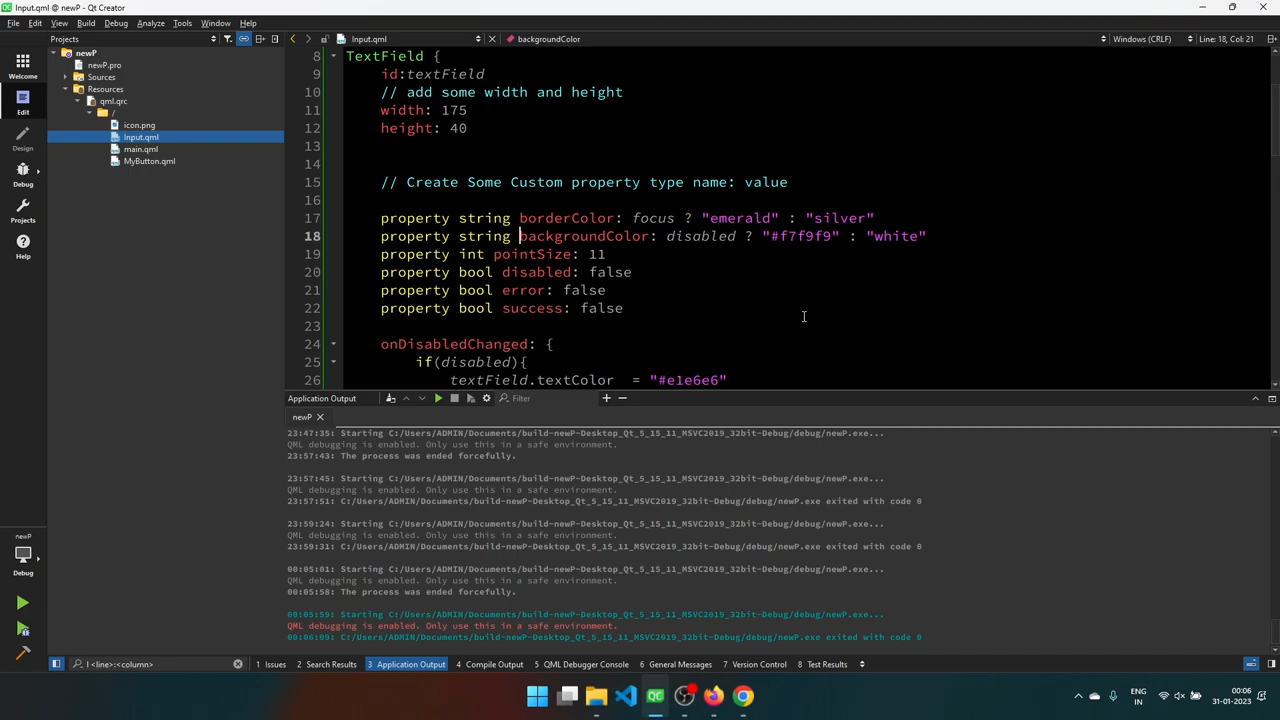 QC Input.qml @ newP - Qt Creator
File Edit View Build Debug Analyze Tools Window Help
Projects
Input.qml
backgroundColor
Windows (CRLF)
Line: 18, Col: 21
Welcome
Edit
Design
Debug
Projects
Help
newP
newP.pro
Sources
Resources
qml.qrc
/
icon.png
Input.qml
main.qml
MyButton.qml
8 TextField {
9 id:textField
10 // add some width and height
11 width: 175
12 height: 40
13
14
15 // Create Some Custom property type name: value
16
17 property string borderColor: focus ? "emerald" : "silver"
18 property string backgroundColor: disabled ? "#f7f9f9" : "white"
19 property int pointSize: 11
20 property bool disabled: false
21 property bool error: false
22 property bool success: false
23
24 onDisabledChanged: {
25 if(disabled){
26 textField.textColor = "#e1e6e6"
Application Output
Filter
newP
23:47:35: Starting C:/Users/ADMIN/Documents/build-newP-Desktop_Qt_5_15_11_MSVC2019_32bit-Debug/debug/newP.exe...
QML debugging is enabled. Only use this in a safe environment.
23:57:43: The process was ended forcefully.
23:57:45: Starting C:/Users/ADMIN/Documents/build-newP-Desktop_Qt_5_15_11_MSVC2019_32bit-Debug/debug/newP.exe...
QML debugging is enabled. Only use this in a safe environment.
23:57:51: C:/Users/ADMIN/Documents/build-newP-Desktop_Qt_5_15_11_MSVC2019_32bit-Debug/debug/newP.exe exited with code 0
23:59:24: Starting C:/Users/ADMIN/Documents/build-newP-Desktop_Qt_5_15_11_MSVC2019_32bit-Debug/debug/newP.exe...
23:59:31: C:/Users/ADMIN/Documents/build-newP-Desktop_Qt_5_15_11_MSVC2019_32bit-Debug/debug/newP.exe exited with code 0
00:05:01: Starting C:/Users/ADMIN/Documents/build-newP-Desktop_Qt_5_15_11_MSVC2019_32bit-Debug/debug/newP.exe...
QML debugging is enabled. Only use this in a safe environment.
00:05:58: The process was ended forcefully.
00:05:59: Starting C:/Users/ADMIN/Documents/build-newP-Desktop_Qt_5_15_11_MSVC2019_32bit-Debug/debug/newP.exe...
QML debugging is enabled. Only use this in a safe environment.
00:06:09: C:/Users/ADMIN/Documents/build-newP-Desktop_Qt_5_15_11_MSVC2019_32bit-Debug/debug/newP.exe exited with code 0
newP
Debug
l <line>:<column>
1 Issues
2 Search Results
3 Application Output
4 Compile Output
5 QML Debugger Console
6 General Messages
7 Version Control
8 Test Results
QC
ENG
IN
00:06
31-01-2023